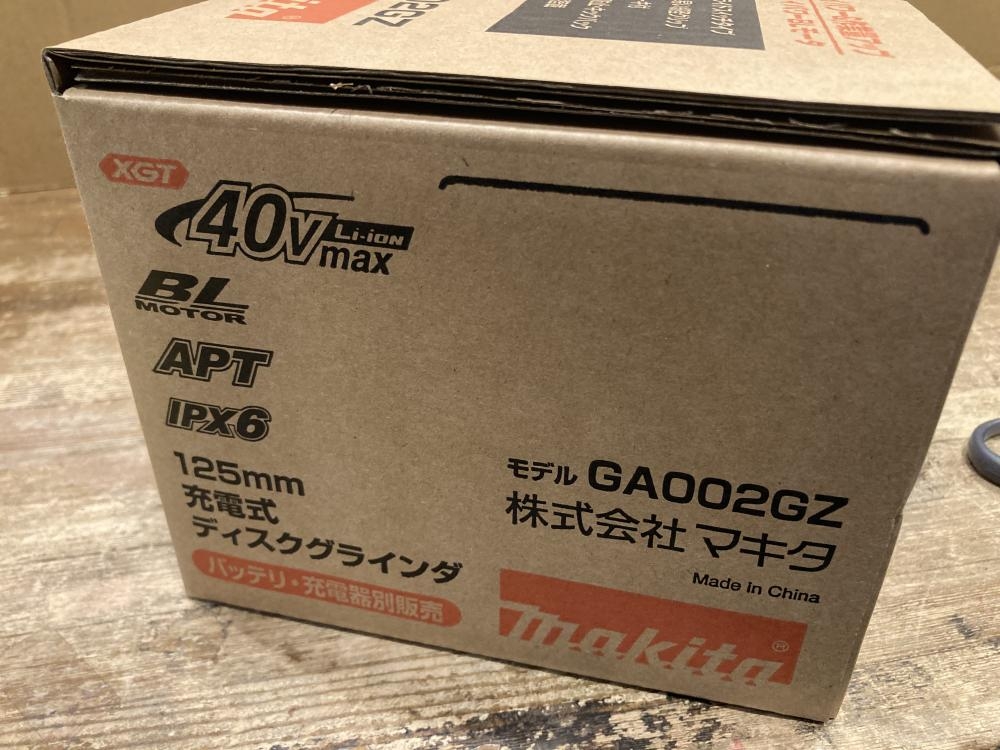 XGT
40Vmax Li-ion
BL
MOTOR
APT
IPX6
125mm
充電式
ディスクグラインダ
バッテリ・充電器別販売
モデル GA002GZ
株式会社 マキタ
Made in China
makita®